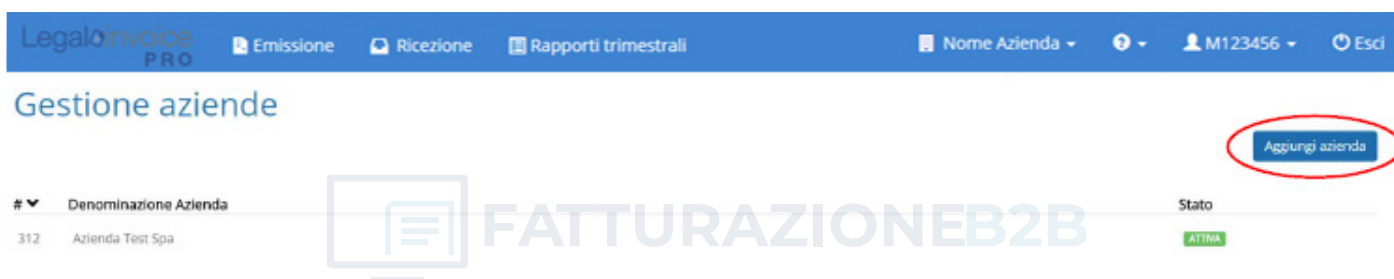 Legalinvoice PRO Emissione Ricezione Rapporti trimestrali Nome Azienda M123456 Esci
Gestione aziende
Aggiungi azienda
# Denominazione Azienda Stato
312 Azienda Test Spa ATTIVA
FATTURAZIONEB2B